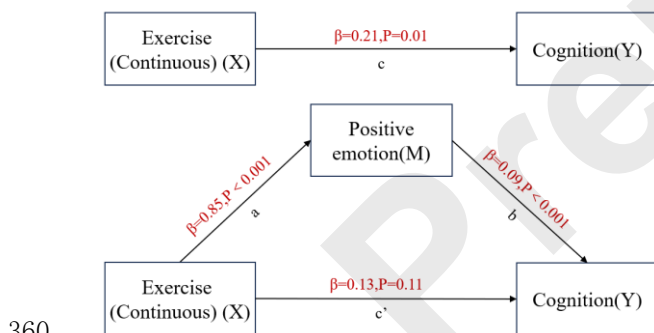 Exercise
(Continuous) (X)
β=0.21,P=0.01
c
Cognition(Y)
Positive
emotion(M)
β=0.85,P < 0.001
a
β=0.09,P < 0.001
b
Exercise
(Continuous) (X)
β=0.13,P=0.11
c'
Cognition(Y)
360
Pre